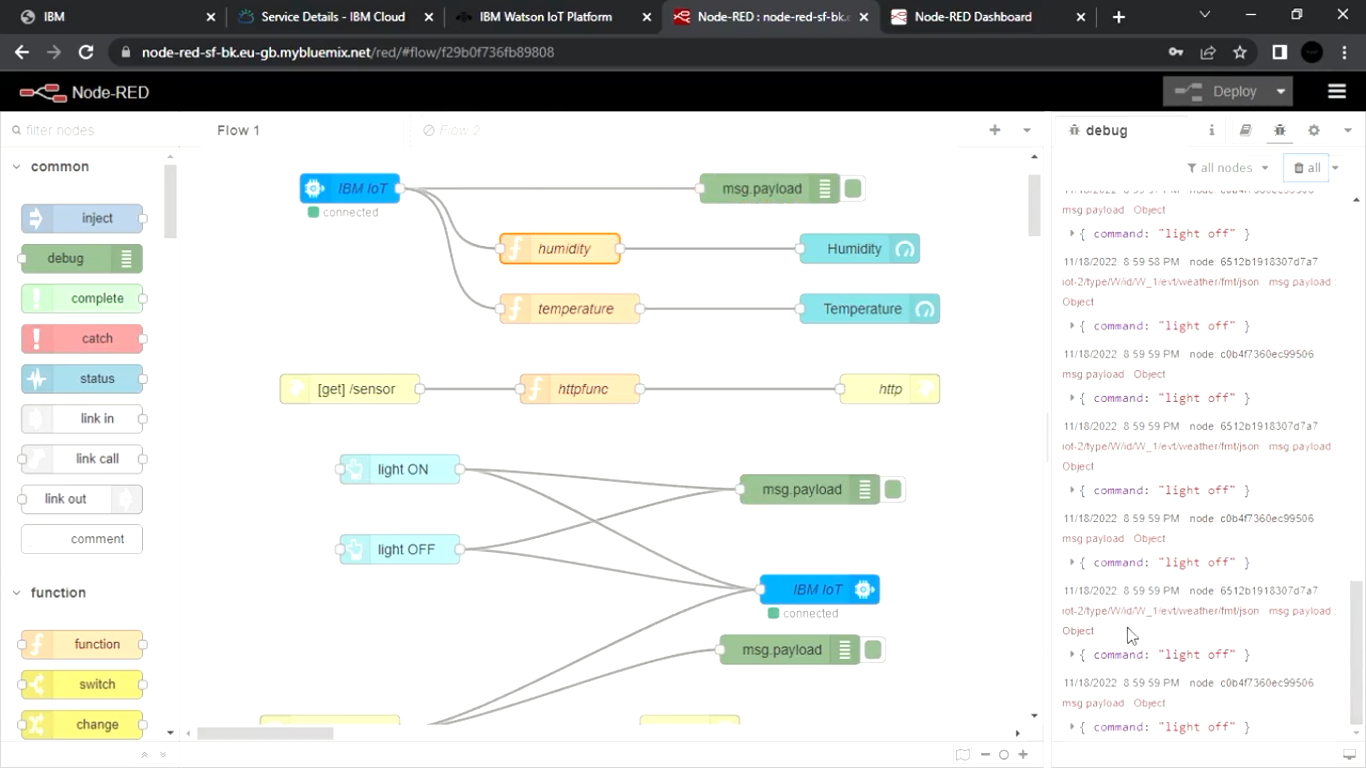 IBM
Service Details - IBM Cloud
IBM Watson IoT Platform
Node-RED : node-red-sf-bk.e
Node-RED Dashboard
node-red-sf-bk.eu-gb.mybluemix.net/red/#flow/f29b0f736fb89808
Node-RED
Deploy
filter nodes
Flow 1
Flow 2
debug
all nodes
all
common
inject
debug
complete
catch
status
link in
link call
link out
comment
function
function
switch
change
IBM IoT
connected
msg.payload
humidity
Humidity
temperature
Temperature
[get] /sensor
httpfunc
http
light ON
msg.payload
light OFF
IBM IoT
connected
msg.payload
msg.payload Object
{ command: "light off" }
11/18/2022 8 59 58 PM node: 6512b1918307d7a7
iot-2/type/W/id/W_1/evt/weather/fmt/json msg.payload :
Object
{ command: "light off" }
11/18/2022 8 59 59 PM node: c0b4f7360ec99506
msg.payload Object
{ command: "light off" }
11/18/2022 8 59 59 PM node: 6512b1918307d7a7
iot-2/type/W/id/W_1/evt/weather/fmt/json msg.payload
Object
{ command: "light off" }
11/18/2022 8 59 59 PM node: c0b4f7360ec99506
msg.payload Object
{ command: "light off" }
11/18/2022 8 59 59 PM node: 6512b1918307d7a7
iot-2/type/W/id/W_1/evt/weather/fmt/json msg.payload :
Object
{ command: "light off" }
11/18/2022 8 59 59 PM node: c0b4f7360ec99506
msg.payload Object
{ command: "light off" }